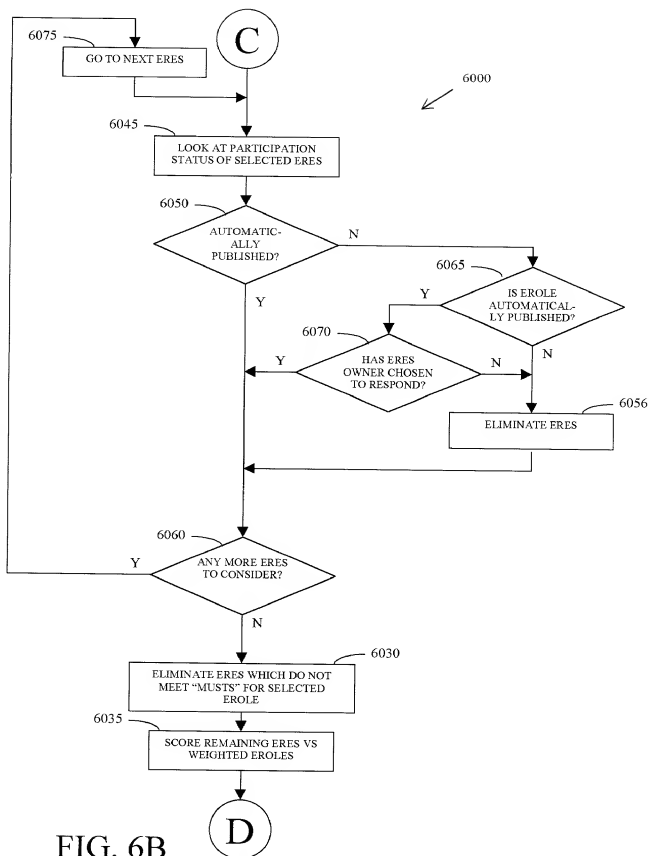 C
6075
GO TO NEXT ERES
6000
6045
LOOK AT PARTICIPATION
STATUS OF SELECTED ERES
6050
AUTOMATIC-
ALLY
PUBLISHED?
N
Y
6065
IS EROLE
AUTOMATICAL-
LY PUBLISHED?
Y
N
6070
HAS ERES
OWNER CHOSEN
TO RESPOND?
Y
N
6056
ELIMINATE ERES
6060
ANY MORE ERES
TO CONSIDER?
Y
N
6030
ELIMINATE ERES WHICH DO NOT
MEET “MUSTS” FOR SELECTED
EROLE
6035
SCORE REMAINING ERES VS
WEIGHTED EROLES
D
FIG. 6B